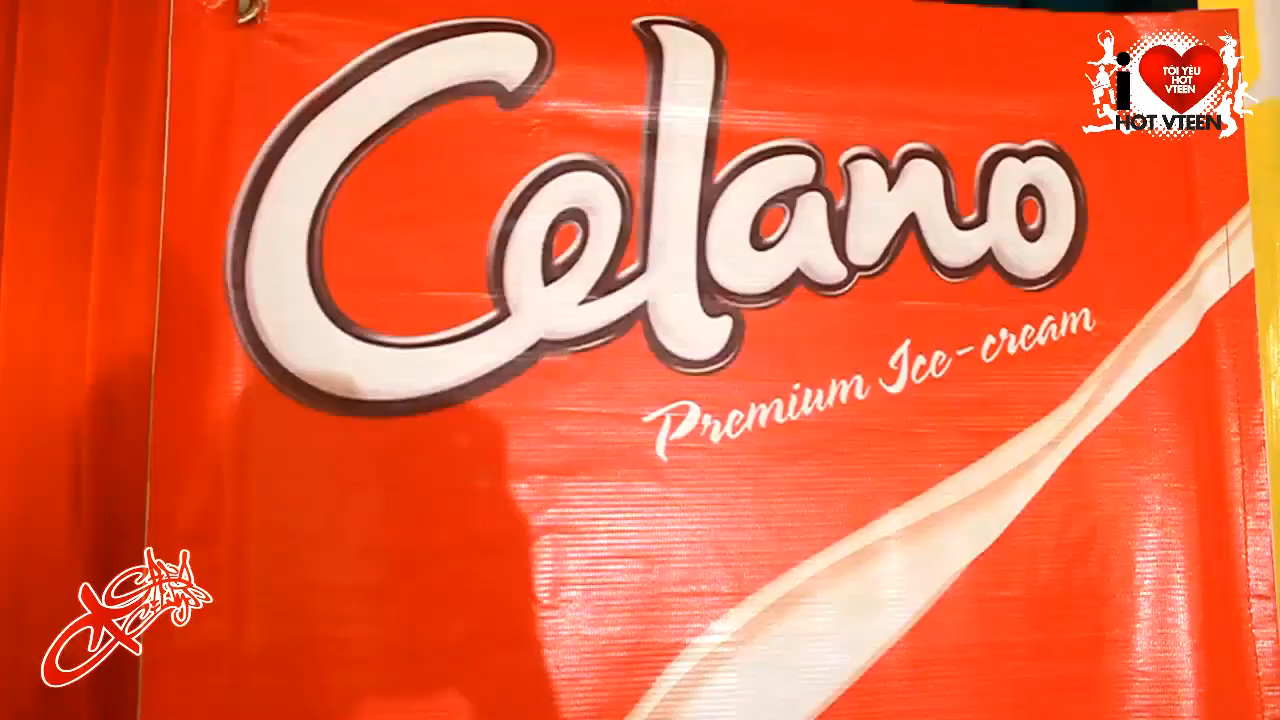 Celano
Premium Ice-cream
i
TÔI YÊU
HOT
VTEEN
HOT VTEEN